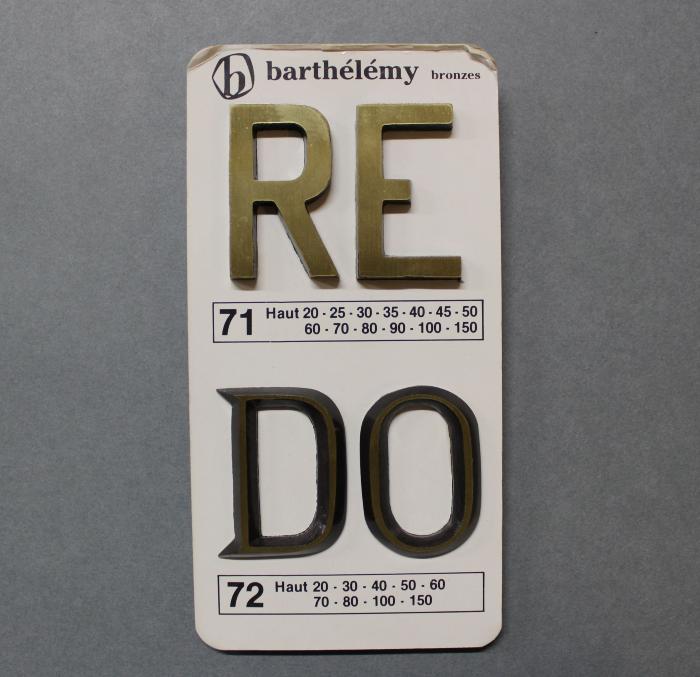 b barthélémy bronzes
RE
71 Haut 20 - 25 - 30 - 35 - 40 - 45 - 50
60 - 70 - 80 - 90 - 100 - 150
DO
72 Haut 20 - 30 - 40 - 50 - 60
70 - 80 - 100 - 150